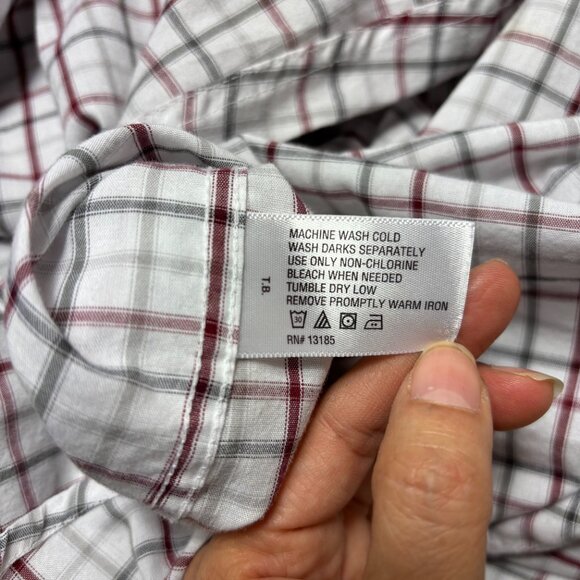 MACHINE WASH COLD
WASH DARKS SEPARATELY
USE ONLY NON-CHLORINE
BLEACH WHEN NEEDED
TUMBLE DRY LOW
REMOVE PROMPTLY WARM IRON
30
RN# 13185
T.B.